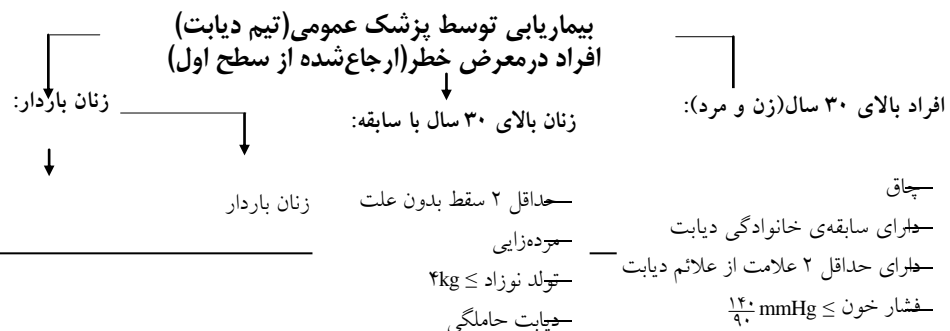 بیماریابی توسط پزشک عمومی(تیم دیابت)
افراد درمعرض خطر(ارجاع‌شده از سطح اول)
افراد بالای ۳۰ سال(زن و مرد):
چاق
دارای سابقه‌ی خانوادگی دیابت
دارای حداقل ۲ علامت از علائم دیابت
فشار خون ≥ ۱۴۰/۹۰ mmHg
زنان بالای ۳۰ سال با سابقه:
حداقل ۲ سقط بدون علت
مرده‌زایی
تولد نوزاد ≥ ۴kg
دیابت حاملگی
زنان باردار:
زنان باردار